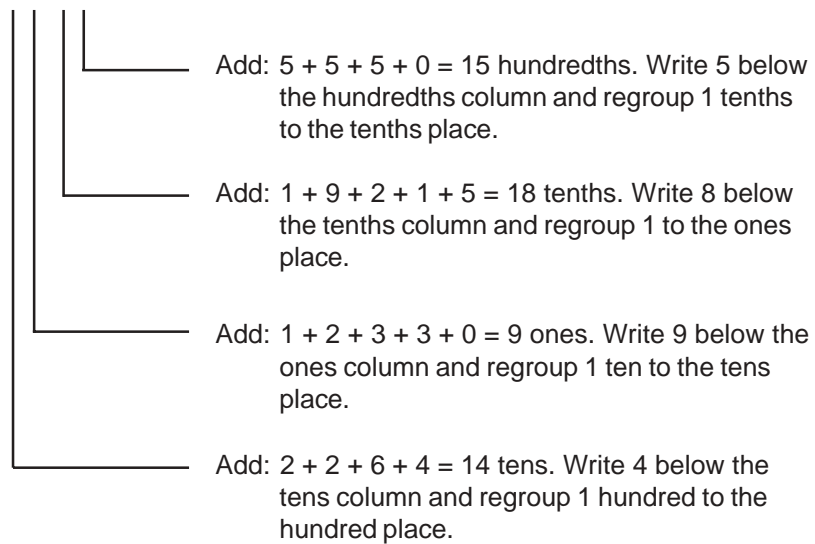 Add: 5 + 5 + 5 + 0 = 15 hundredths. Write 5 below
the hundredths column and regroup 1 tenths
to the tenths place.
Add: 1 + 9 + 2 + 1 + 5 = 18 tenths. Write 8 below
the tenths column and regroup 1 to the ones
place.
Add: 1 + 2 + 3 + 3 + 0 = 9 ones. Write 9 below the
ones column and regroup 1 ten to the tens
place.
Add: 2 + 2 + 6 + 4 = 14 tens. Write 4 below the
tens column and regroup 1 hundred to the
hundred place.